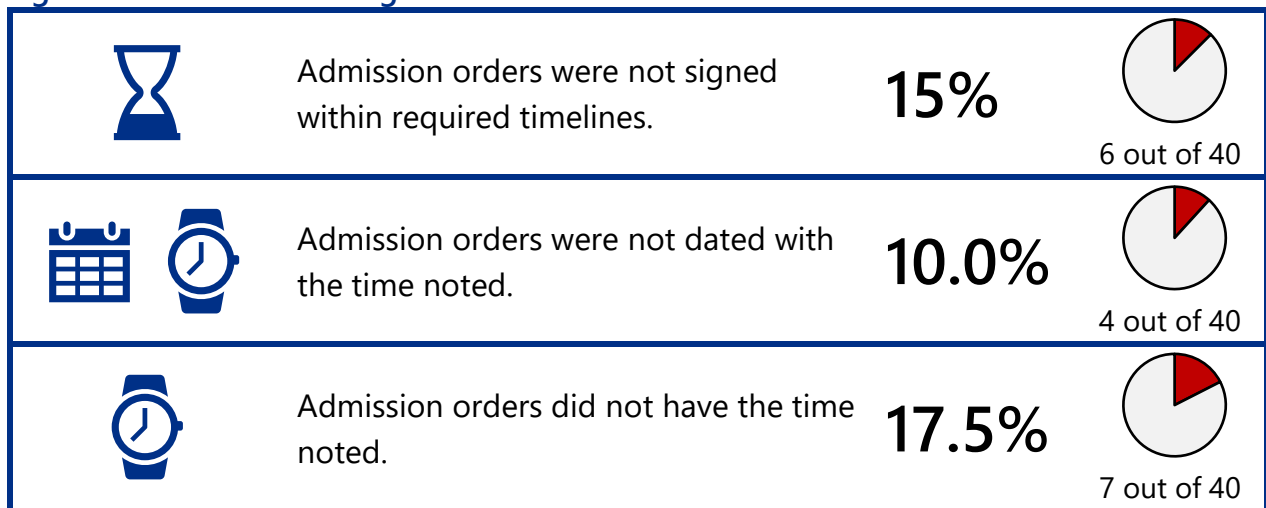 Admission orders were not signed
within required timelines.
15%
6 out of 40
Admission orders were not dated with
the time noted.
10.0%
4 out of 40
Admission orders did not have the time
noted.
17.5%
7 out of 40